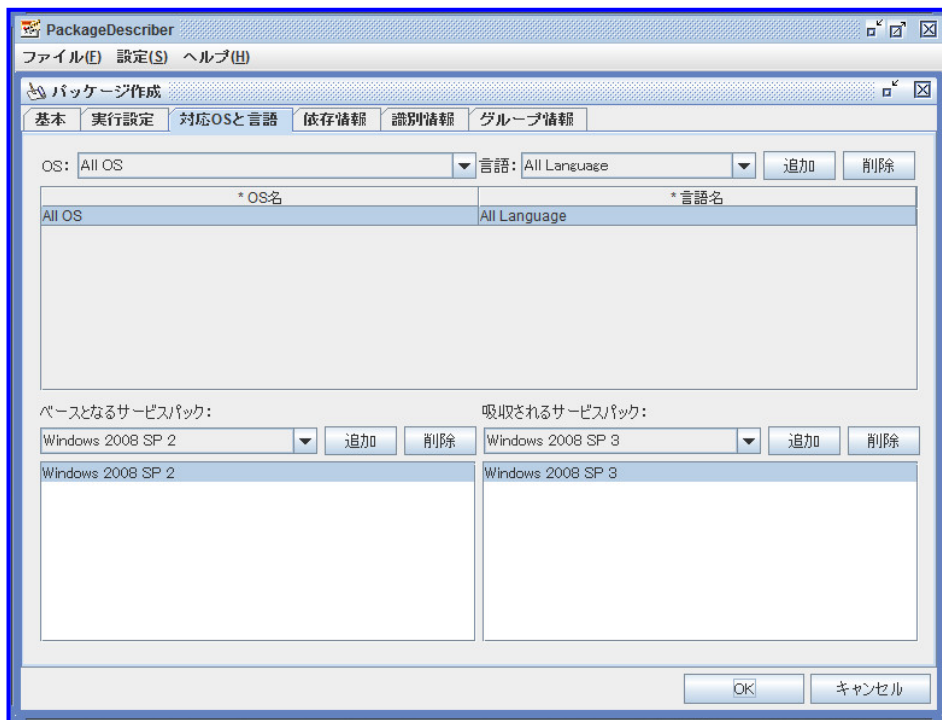 PackageDescriber
ファイル(F) 設定(S) ヘルプ(H)
パッケージ作成
基本 実行設定 対応OSと言語 依存情報 識別情報 グループ情報
OS: All OS 言語: All Language 追加 削除
* OS名 * 言語名
All OS All Language
ベースとなるサービスパック: 吸収されるサービスパック:
Windows 2008 SP 2 追加 削除 Windows 2008 SP 3 追加 削除
Windows 2008 SP 2 Windows 2008 SP 3
OK キャンセル